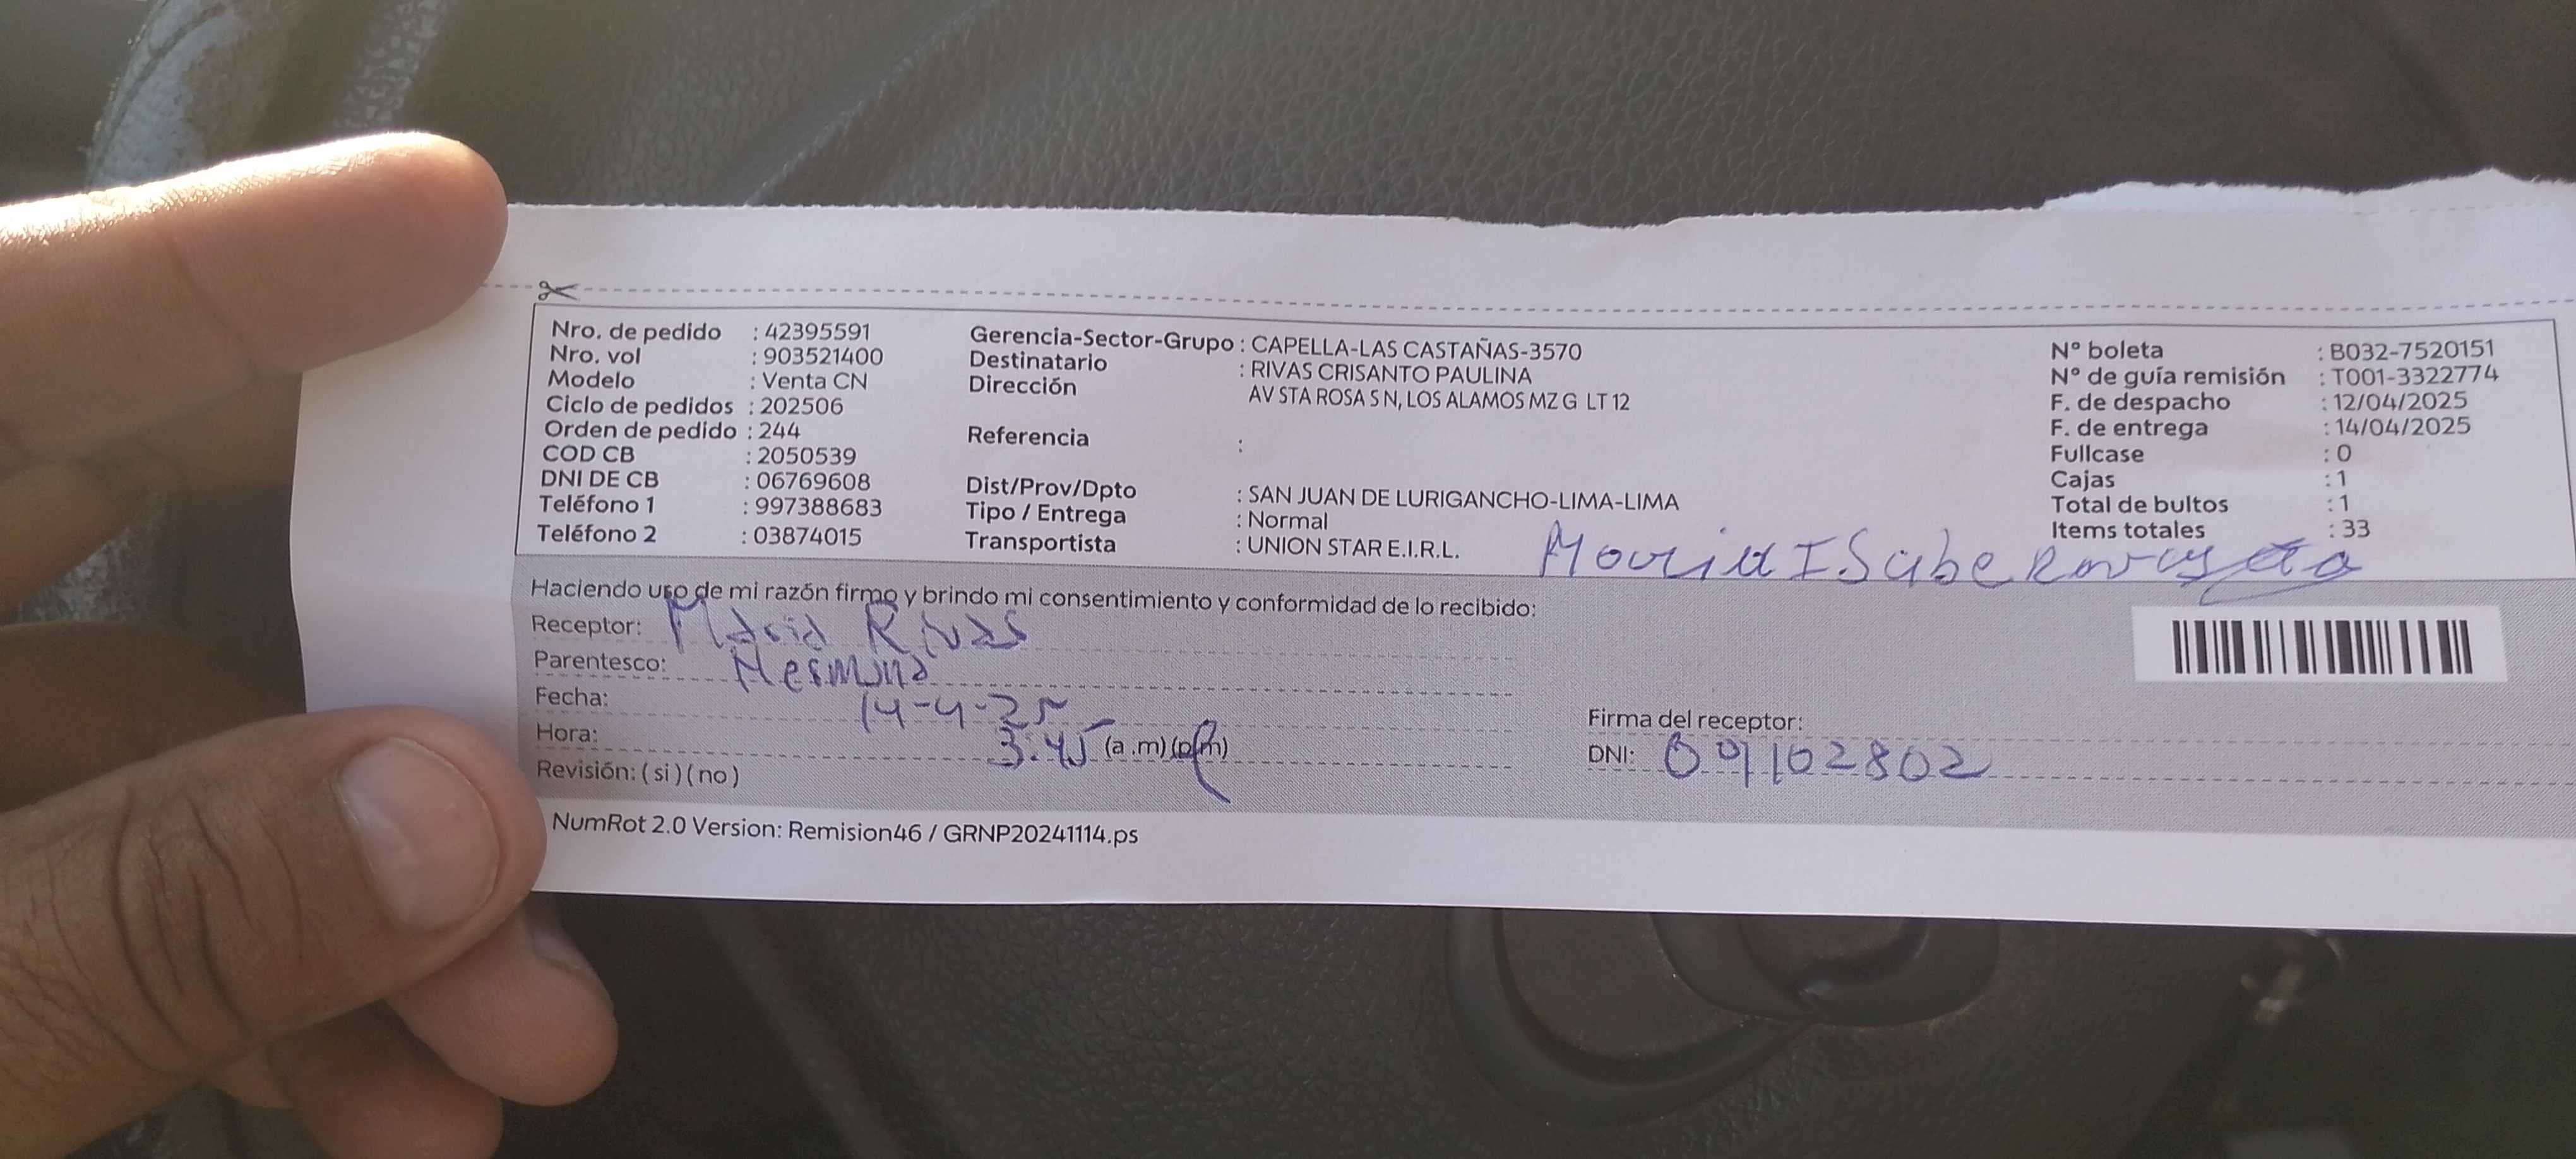 Nro. de pedido : 42395591
Nro. vol : 903521400
Modelo : Venta CN
Ciclo de pedidos : 202506
Orden de pedido : 244
COD CB : 2050539
DNI DE CB : 06769608
Teléfono 1 : 997388683
Teléfono 2 : 03874015
Gerencia-Sector-Grupo : CAPELLA-LAS CASTAÑAS-3570
Destinatario : RIVAS CRISANTO PAULINA
Dirección AV STA ROSA S N, LOS ALAMOS MZ G LT 12
Referencia :
Dist/Prov/Dpto : SAN JUAN DE LURIGANCHO-LIMA-LIMA
Tipo / Entrega : Normal
Transportista : UNION STAR E.I.R.L.
N° boleta : B032-7520151
N° de guía remisión : T001-3322774
F. de despacho : 12/04/2025
F. de entrega : 14/04/2025
Fullcase : 0
Cajas : 1
Total de bultos : 1
Items totales : 33
Haciendo uso de mi razón firmo y brindo mi consentimiento y conformidad de lo recibido:
Receptor: Maria Rivas
Parentesco: Hermana
Fecha: 14-4-25
Hora: 3:45 (a .m) (p.m)
Revisión: ( si ) ( no )
Firma del receptor:
DNI: 09102802
NumRot 2.0 Version: Remision46 / GRNP20241114.ps